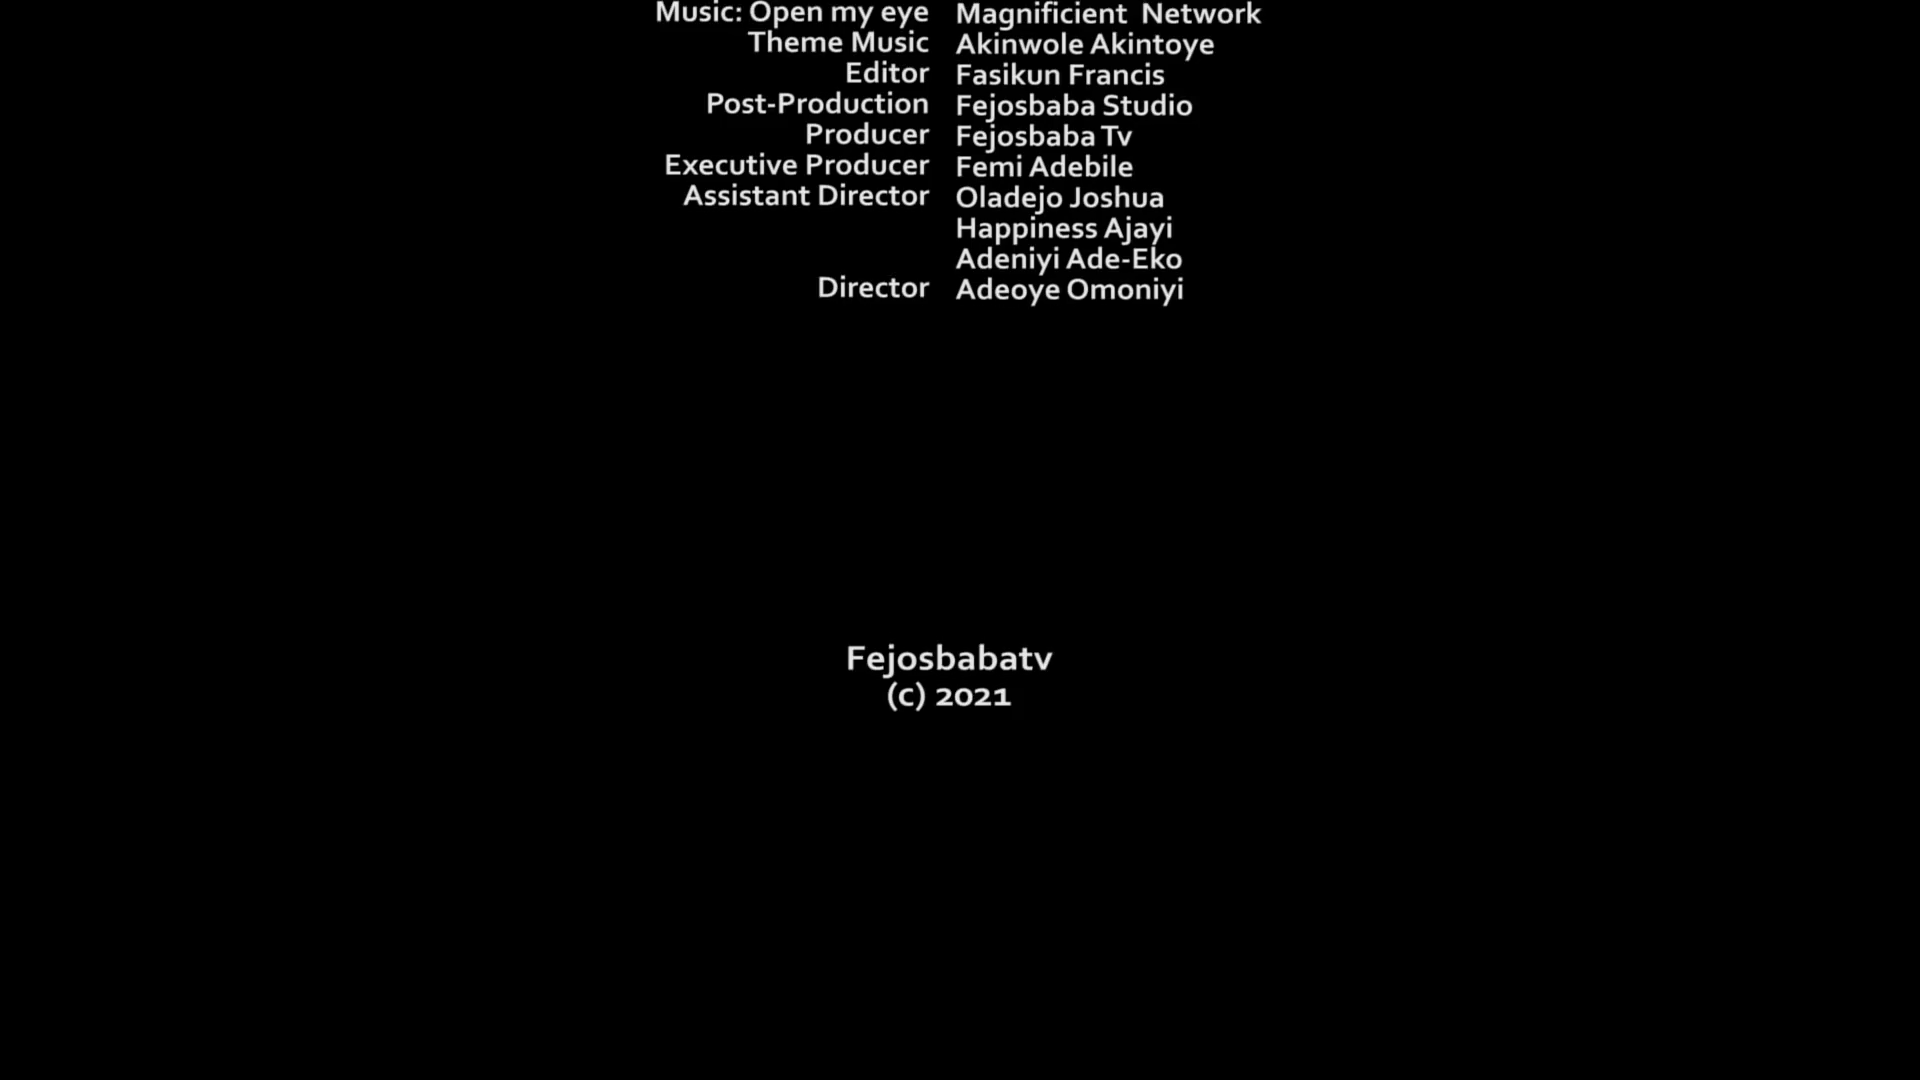 Music: Open my eye Magnificient Network
Theme Music Akinwole Akintoye
Editor Fasikun Francis
Post-Production Fejosbaba Studio
Producer Fejosbaba Tv
Executive Producer Femi Adebile
Assistant Director Oladejo Joshua
Happiness Ajayi
Adeniyi Ade-Eko
Director Adeoye Omoniyi
Fejosbabatv
(c) 2021